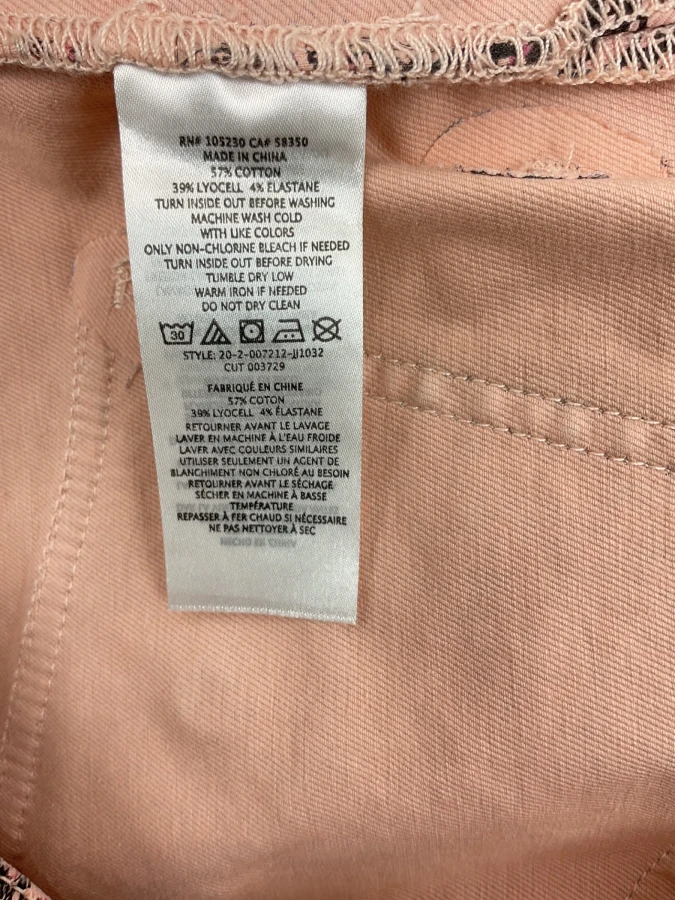 RN# 105230 CA# 58350
MADE IN CHINA
57% COTTON
39% LYOCELL 4% ELASTANE
TURN INSIDE OUT BEFORE WASHING
MACHINE WASH COLD
WITH LIKE COLORS
ONLY NON-CHLORINE BLEACH IF NEEDED
TURN INSIDE OUT BEFORE DRYING
TUMBLE DRY LOW
WARM IRON IF NEEDED
DO NOT DRY CLEAN
30
STYLE: 20-2-007212-JJ1032
CUT 003729
FABRIQUÉ EN CHINE
57% COTON
39% LYOCELL 4% ÉLASTANE
RETOURNER AVANT LE LAVAGE
LAVER EN MACHINE À L'EAU FROIDE
LAVER AVEC COULEURS SIMILAIRES
UTILISER SEULEMENT UN AGENT DE
BLANCHIMENT NON CHLORÉ AU BESOIN
RETOURNER AVANT LE SÉCHAGE
SÉCHER EN MACHINE À BASSE
TEMPÉRATURE
REPASSER À FER CHAUD SI NÉCESSAIRE
NE PAS NETTOYER À SEC